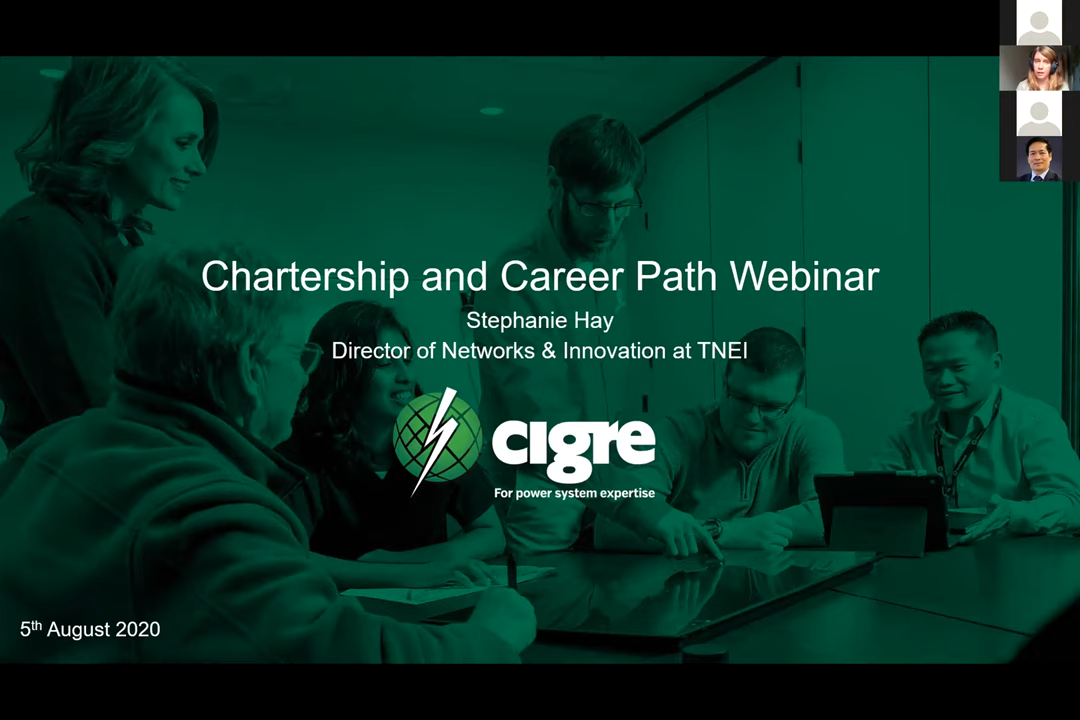 Chartership and Career Path Webinar
Stephanie Hay
Director of Networks & Innovation at TNEI
cigre
For power system expertise
5th August 2020